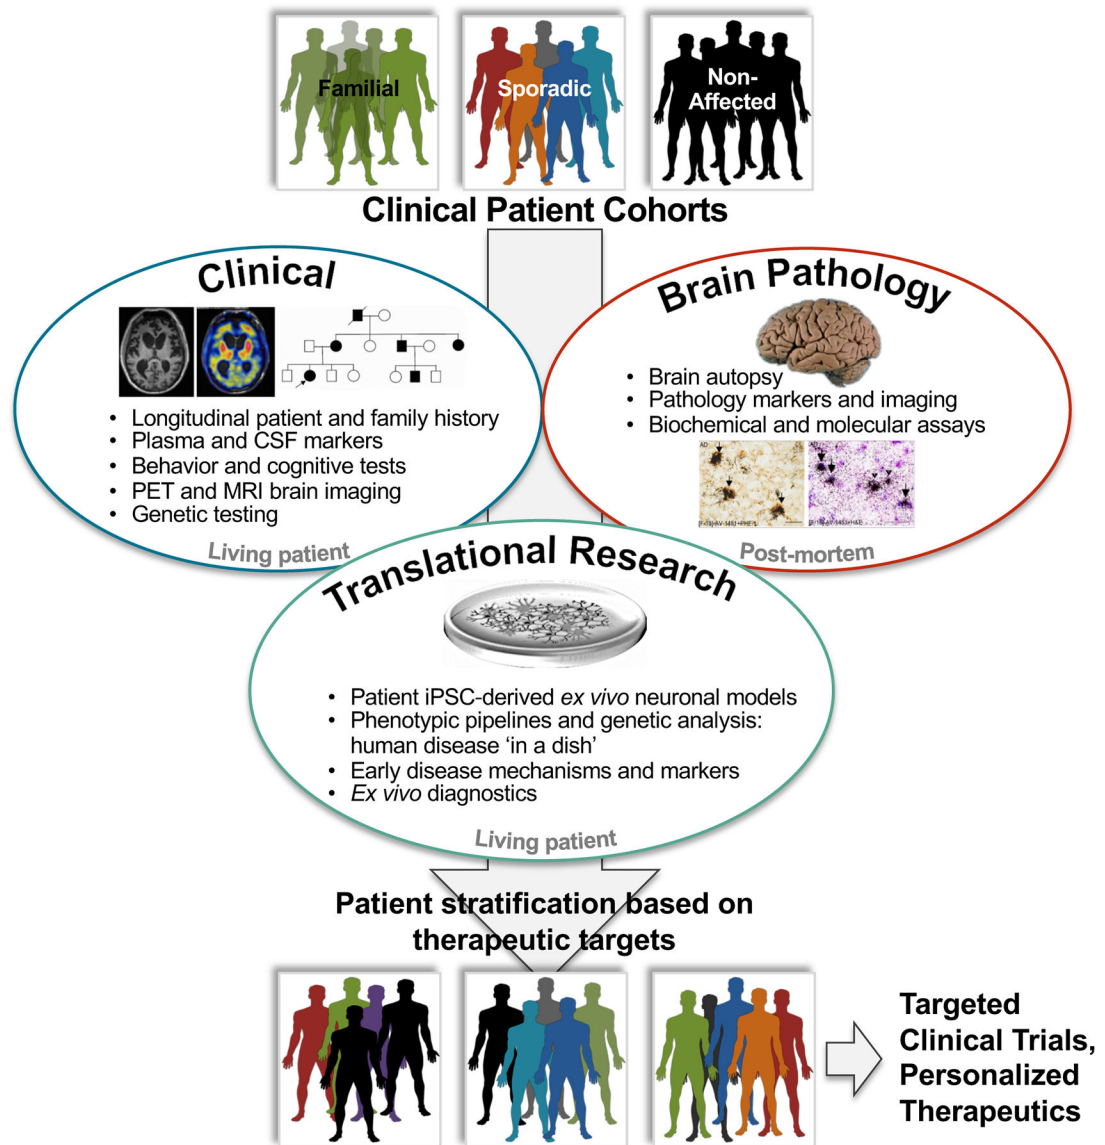 Familial
Sporadic
Non-
Affected
Clinical Patient Cohorts
Clinical
• Longitudinal patient and family history
• Plasma and CSF markers
• Behavior and cognitive tests
• PET and MRI brain imaging
• Genetic testing
Living patient
Brain Pathology
• Brain autopsy
• Pathology markers and imaging
• Biochemical and molecular assays
AD
AD
Post-mortem
Translational Research
• Patient iPSC-derived ex vivo neuronal models
• Phenotypic pipelines and genetic analysis:
human disease ‘in a dish’
• Early disease mechanisms and markers
• Ex vivo diagnostics
Living patient
Patient stratification based on
therapeutic targets
Targeted
Clinical Trials,
Personalized
Therapeutics